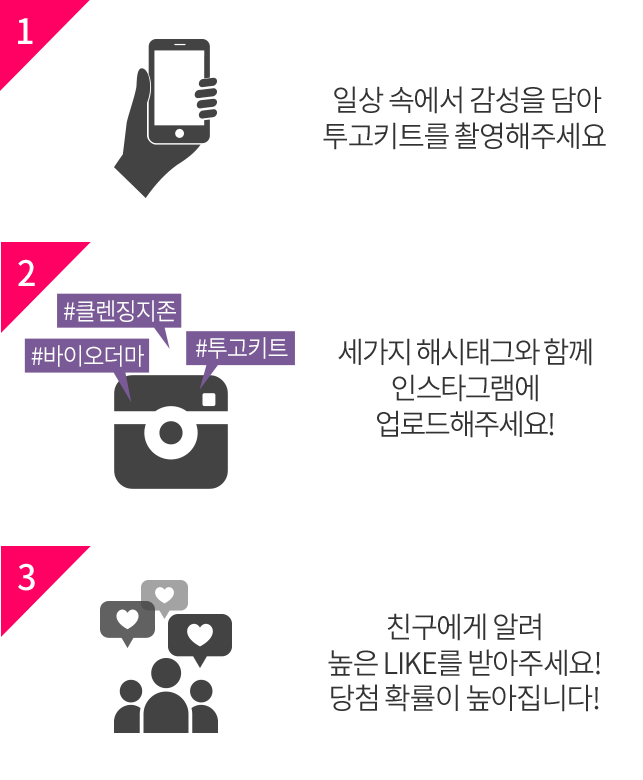 1
일상 속에서 감성을 담아
투고키트를 촬영해주세요
2
#클렌징지존
#바이오더마
#투고키트
세가지 해시태그와 함께
인스타그램에
업로드해주세요!
3
친구에게 알려
높은 LIKE를 받아주세요!
당첨 확률이 높아집니다!